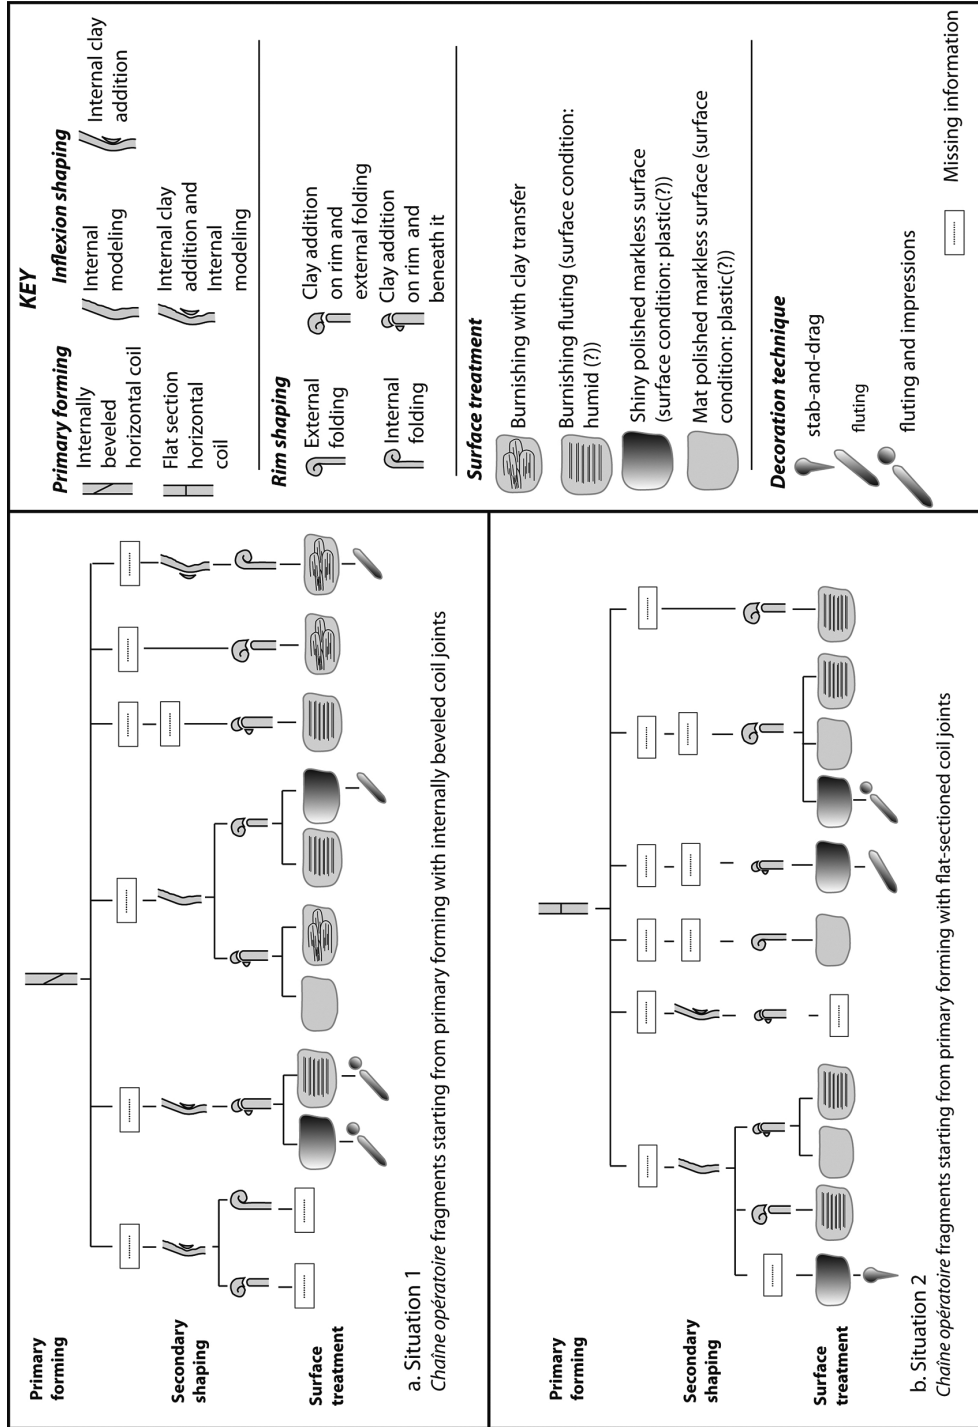 Primary
forming
Secondary
shaping
Surface
treatment
a. Situation 1
Chaîne opératoire fragments starting from primary forming with internally beveled coil joints
Primary
forming
Secondary
shaping
Surface
treatment
b. Situation 2
Chaîne opératoire fragments starting from primary forming with flat-sectioned coil joints
KEY
Primary forming
Internally
beveled
horizontal coil
Flat section
horizontal
coil
Inflexion shaping
Internal
modeling
Internal clay
addition
Internal clay
addition and
Internal
modeling
Rim shaping
External
folding
Clay addition
on rim and
external folding
Internal
folding
Clay addition
on rim and
beneath it
Surface treatment
Burnishing with clay transfer
Burnishing fluting (surface condition:
humid (?))
Shiny polished markless surface
(surface condition: plastic(?))
Mat polished markless surface (surface
condition: plastic(?))
Decoration technique
stab-and-drag
fluting
fluting and impressions
Missing information